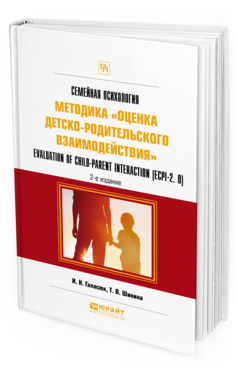 СЕМЕЙНАЯ ПСИХОЛОГИЯ
МЕТОДИКА «ОЦЕНКА
ДЕТСКО-РОДИТЕЛЬСКОГО
ВЗАИМОДЕЙСТВИЯ»
EVALUATION OF CHILD-PARENT INTERACTION (ECPI-2. 0)
2-е издание
И. Н. Галасюк, Т. В. Шинина
ЮРАЙТ